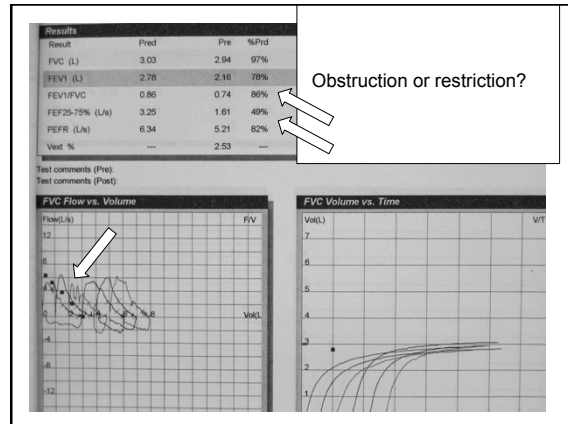 Results
Result Pred Pre %Prd
FVC (L) 3.03 2.94 97%
FEV1 (L) 2.78 2.16 78%
FEV1/FVC 0.86 0.74 86%
FEF25-75% (L/s) 3.25 1.61 49%
PEFR (L/s) 6.34 5.21 82%
Vext % — 2.53 —
Obstruction or restriction?
Test comments (Pre):
Test comments (Post):
FVC Flow vs. Volume
Flow(L/s) F/V
12
8
4
0
Vol(L
-4
-8
-12
FVC Volume vs. Time
Vol(L) V/T
7
6
5
4
3
2
1